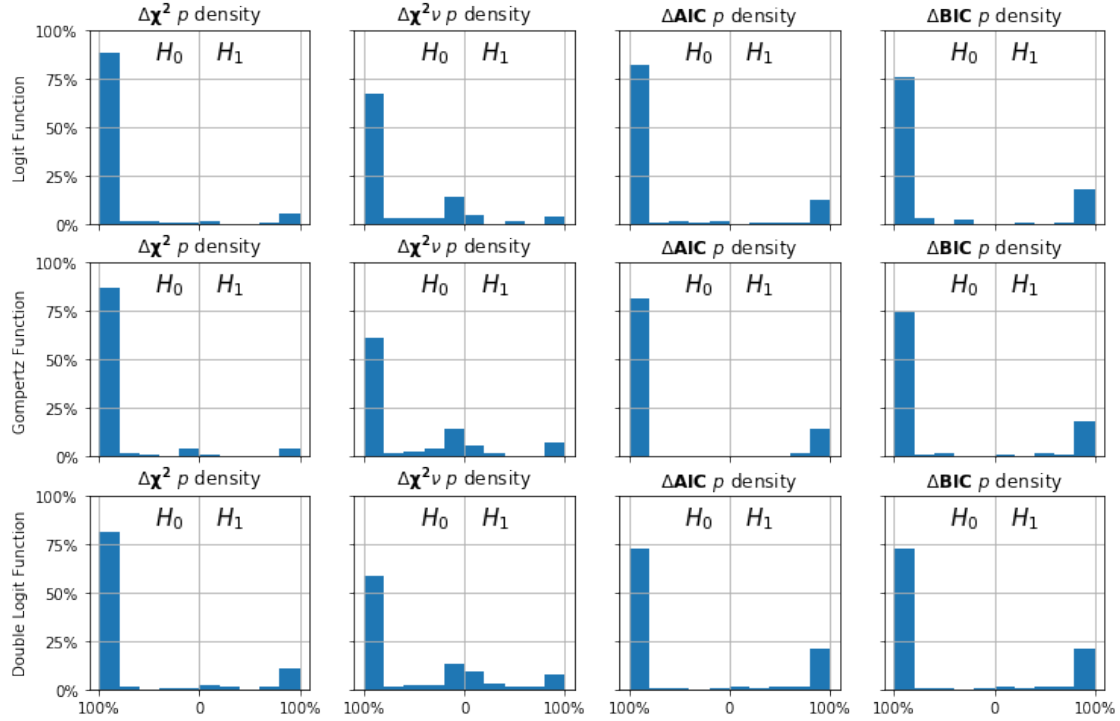 Δχ² p density Δχ²ν p density ΔAIC p density ΔBIC p density
100%
H₀ H₁ H₀ H₁ H₀ H₁ H₀ H₁
75%
Logit Function
50%
25%
0%
Δχ² p density Δχ²ν p density ΔAIC p density ΔBIC p density
100%
H₀ H₁ H₀ H₁ H₀ H₁ H₀ H₁
75%
Gompertz Function
50%
25%
0%
Δχ² p density Δχ²ν p density ΔAIC p density ΔBIC p density
100%
H₀ H₁ H₀ H₁ H₀ H₁ H₀ H₁
75%
Double Logit Function
50%
25%
0%
100% 0 100% 100% 0 100% 100% 0 100% 100% 0 100%